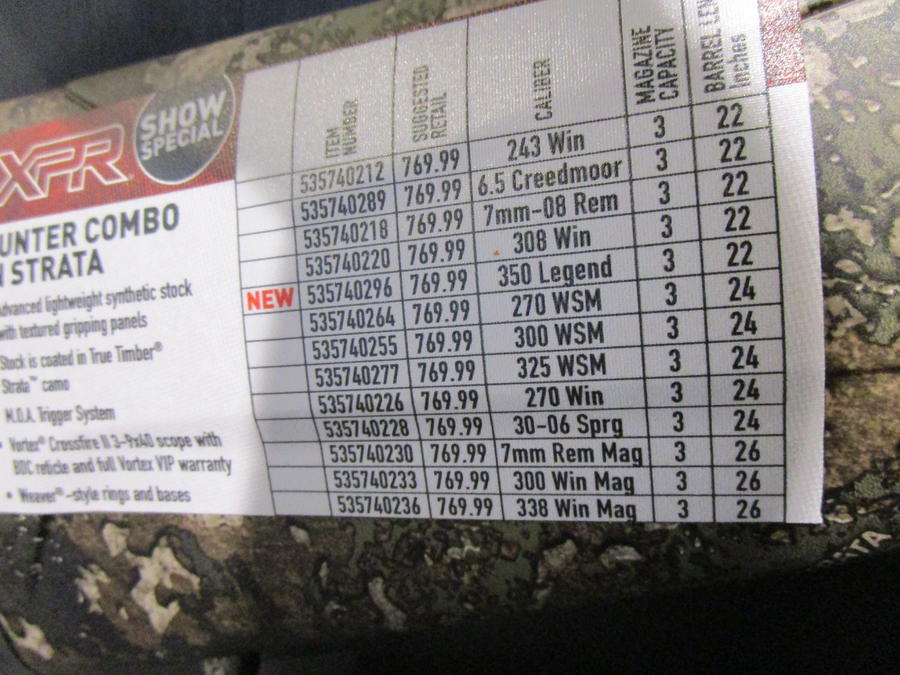 XPR
SHOW
SPECIAL
UNTER COMBO
N STRATA
Advanced lightweight synthetic stock
with textured gripping panels
Stock is coated in True Timber®
Strata™ camo
M.O.A. Trigger System
• Vortex® Crossfire II 3-9x40 scope with
BDC reticle and full Vortex VIP warranty
• Weaver®-style rings and bases
ITEM NUMBER SUGGESTED RETAIL CALIBER MAGAZINE CAPACITY BARREL LEN Inches
535740212 769.99 243 Win 3 22
535740289 769.99 6.5 Creedmoor 3 22
535740218 769.99 7mm-08 Rem 3 22
535740220 769.99 308 Win 3 22
NEW 535740296 769.99 350 Legend 3 22
535740264 769.99 270 WSM 3 24
535740255 769.99 300 WSM 3 24
535740277 769.99 325 WSM 3 24
535740226 769.99 270 Win 3 24
535740228 769.99 30-06 Sprg 3 24
535740230 769.99 7mm Rem Mag 3 26
535740233 769.99 300 Win Mag 3 26
535740236 769.99 338 Win Mag 3 26